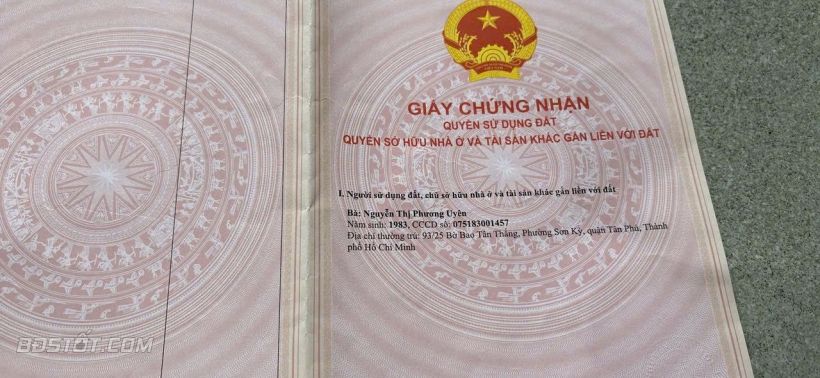 GIẤY CHỨNG NHẬN
QUYỀN SỬ DỤNG ĐẤT
QUYỀN SỞ HỮU NHÀ Ở VÀ TÀI SẢN KHÁC GẮN LIỀN VỚI ĐẤT
I. Người sử dụng đất, chủ sở hữu nhà ở và tài sản khác gắn liền với đất
Bà: Nguyễn Thị Phương Uyên
Năm sinh: 1983, CCCD số: 075183001457
Địa chỉ thường trú: 93/25 Bờ Bao Tân Thắng, Phường Sơn Kỳ, quận Tân Phú, Thành
phố Hồ Chí Minh
BDSTỐT.COM